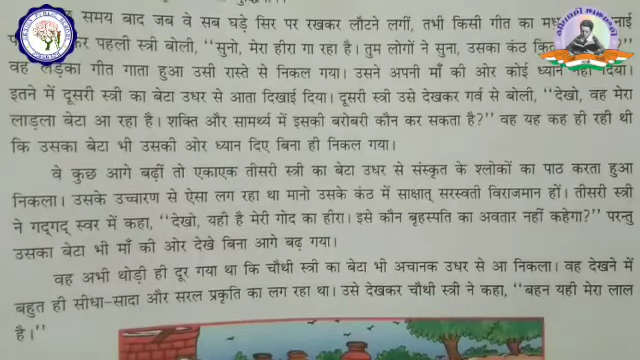 समय बाद जब वे सब घड़े सिर पर रखकर लौटने लगीं, तभी किसी गीत का
पहली स्त्री बोली, ‘‘सुनो, मेरा हीरा गा रहा है। तुम लोगों ने सुना, उसका कंठ
वह लड़का गीत गाता हुआ उसी रास्ते से निकल गया। उसने अपनी माँ की ओर कोई ध्यान नहीं दिया।
इतने में दूसरी स्त्री का बेटा उधर से आता दिखाई दिया। दूसरी स्त्री उसे देखकर गर्व से बोली, ‘‘देखो, वह मेरा
लाड़ला बेटा आ रहा है। शक्ति और सामर्थ्य में इसकी बराबरी कौन कर सकता है?’’ वह यह कह ही रही थी
कि उसका बेटा भी उसकी ओर ध्यान दिए बिना ही निकल गया।
वे कुछ आगे बढ़ीं तो एकाएक तीसरी स्त्री का बेटा उधर से संस्कृत के श्लोकों का पाठ करता हुआ
निकला। उसके उच्चारण से ऐसा लग रहा था मानो उसके कंठ में साक्षात् सरस्वती विराजमान हों। तीसरी स्त्री
ने गद्‌गद् स्वर में कहा, ‘‘देखो, यही है मेरी गोद का हीरा। इसे कौन बृहस्पति का अवतार नहीं कहेगा?’’ परन्तु
उसका बेटा भी माँ की ओर देखे बिना आगे बढ़ गया।
वह अभी थोड़ी ही दूर गया था कि चौथी स्त्री का बेटा भी अचानक उधर से आ निकला। वह देखने में
बहुत ही सीधा-सादा और सरल प्रकृति का लग रहा था। उसे देखकर चौथी स्त्री ने कहा, ‘‘बहन यही मेरा लाल
है।’’